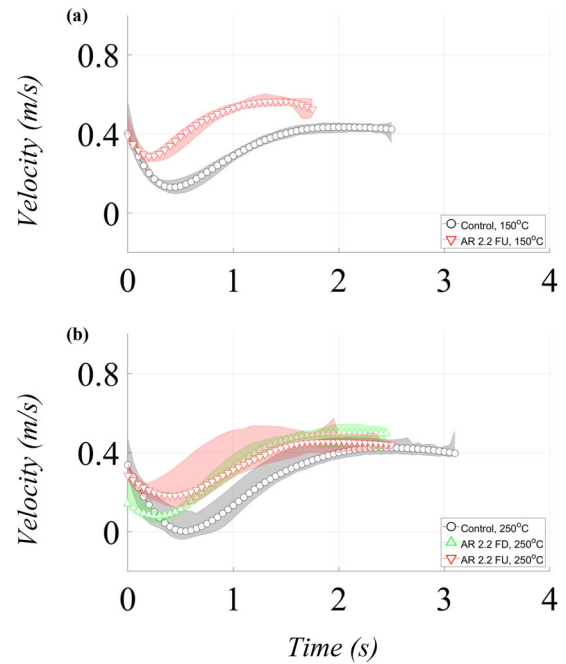 (a)
0.8
0.4
0
Velocity (m/s)
Control, 150°C
AR 2.2 FU, 150°C
0 1 2 3 4
(b)
0.8
0.4
0
Velocity (m/s)
Control, 250°C
AR 2.2 FD, 250°C
AR 2.2 FU, 250°C
0 1 2 3 4
Time (s)